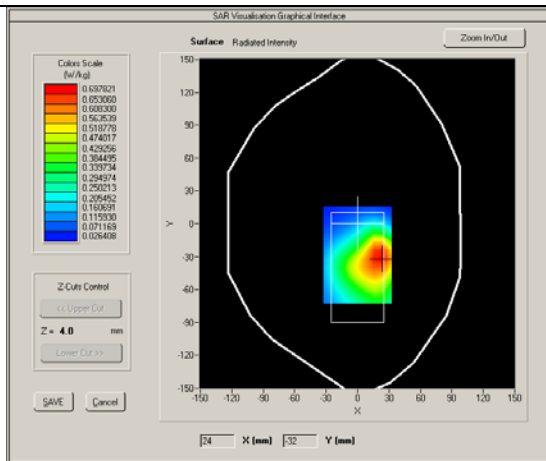 SAR Visualisation Graphical Interface
Surface Radiated Intensity
Zoom In/Out
Colors Scale
(W/kg)
0.697821
0.653060
0.608300
0.563539
0.518778
0.474017
0.429256
0.384495
0.339734
0.294974
0.250213
0.205452
0.160691
0.115930
0.071169
0.026408
Z-Cuts Control
<< Upper Cut
Z = 4.0 mm
Lower Cut >>
SAVE Cancel
150
120
90
60
30
0
-30
-60
-90
-120
-150
Y
-150 -120 -90 -60 -30 0 30 60 90 120 150
X
24 X (mm) -32 Y (mm)